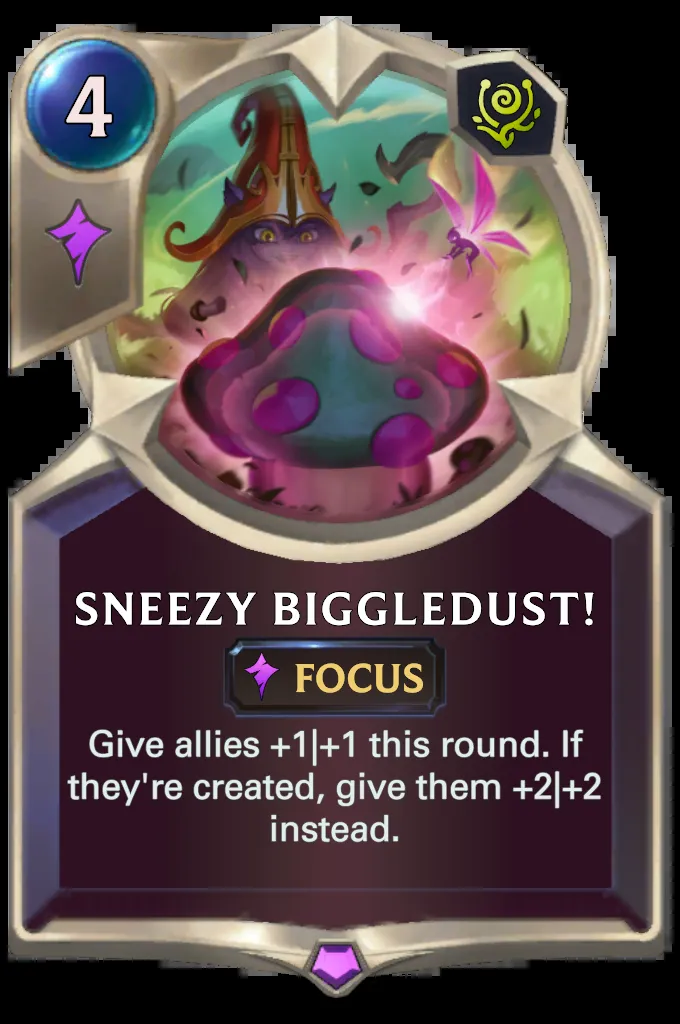 4
SNEEZY BIGGLEDUST!
FOCUS
Give allies +1|+1 this round. If
they're created, give them +2|+2
instead.